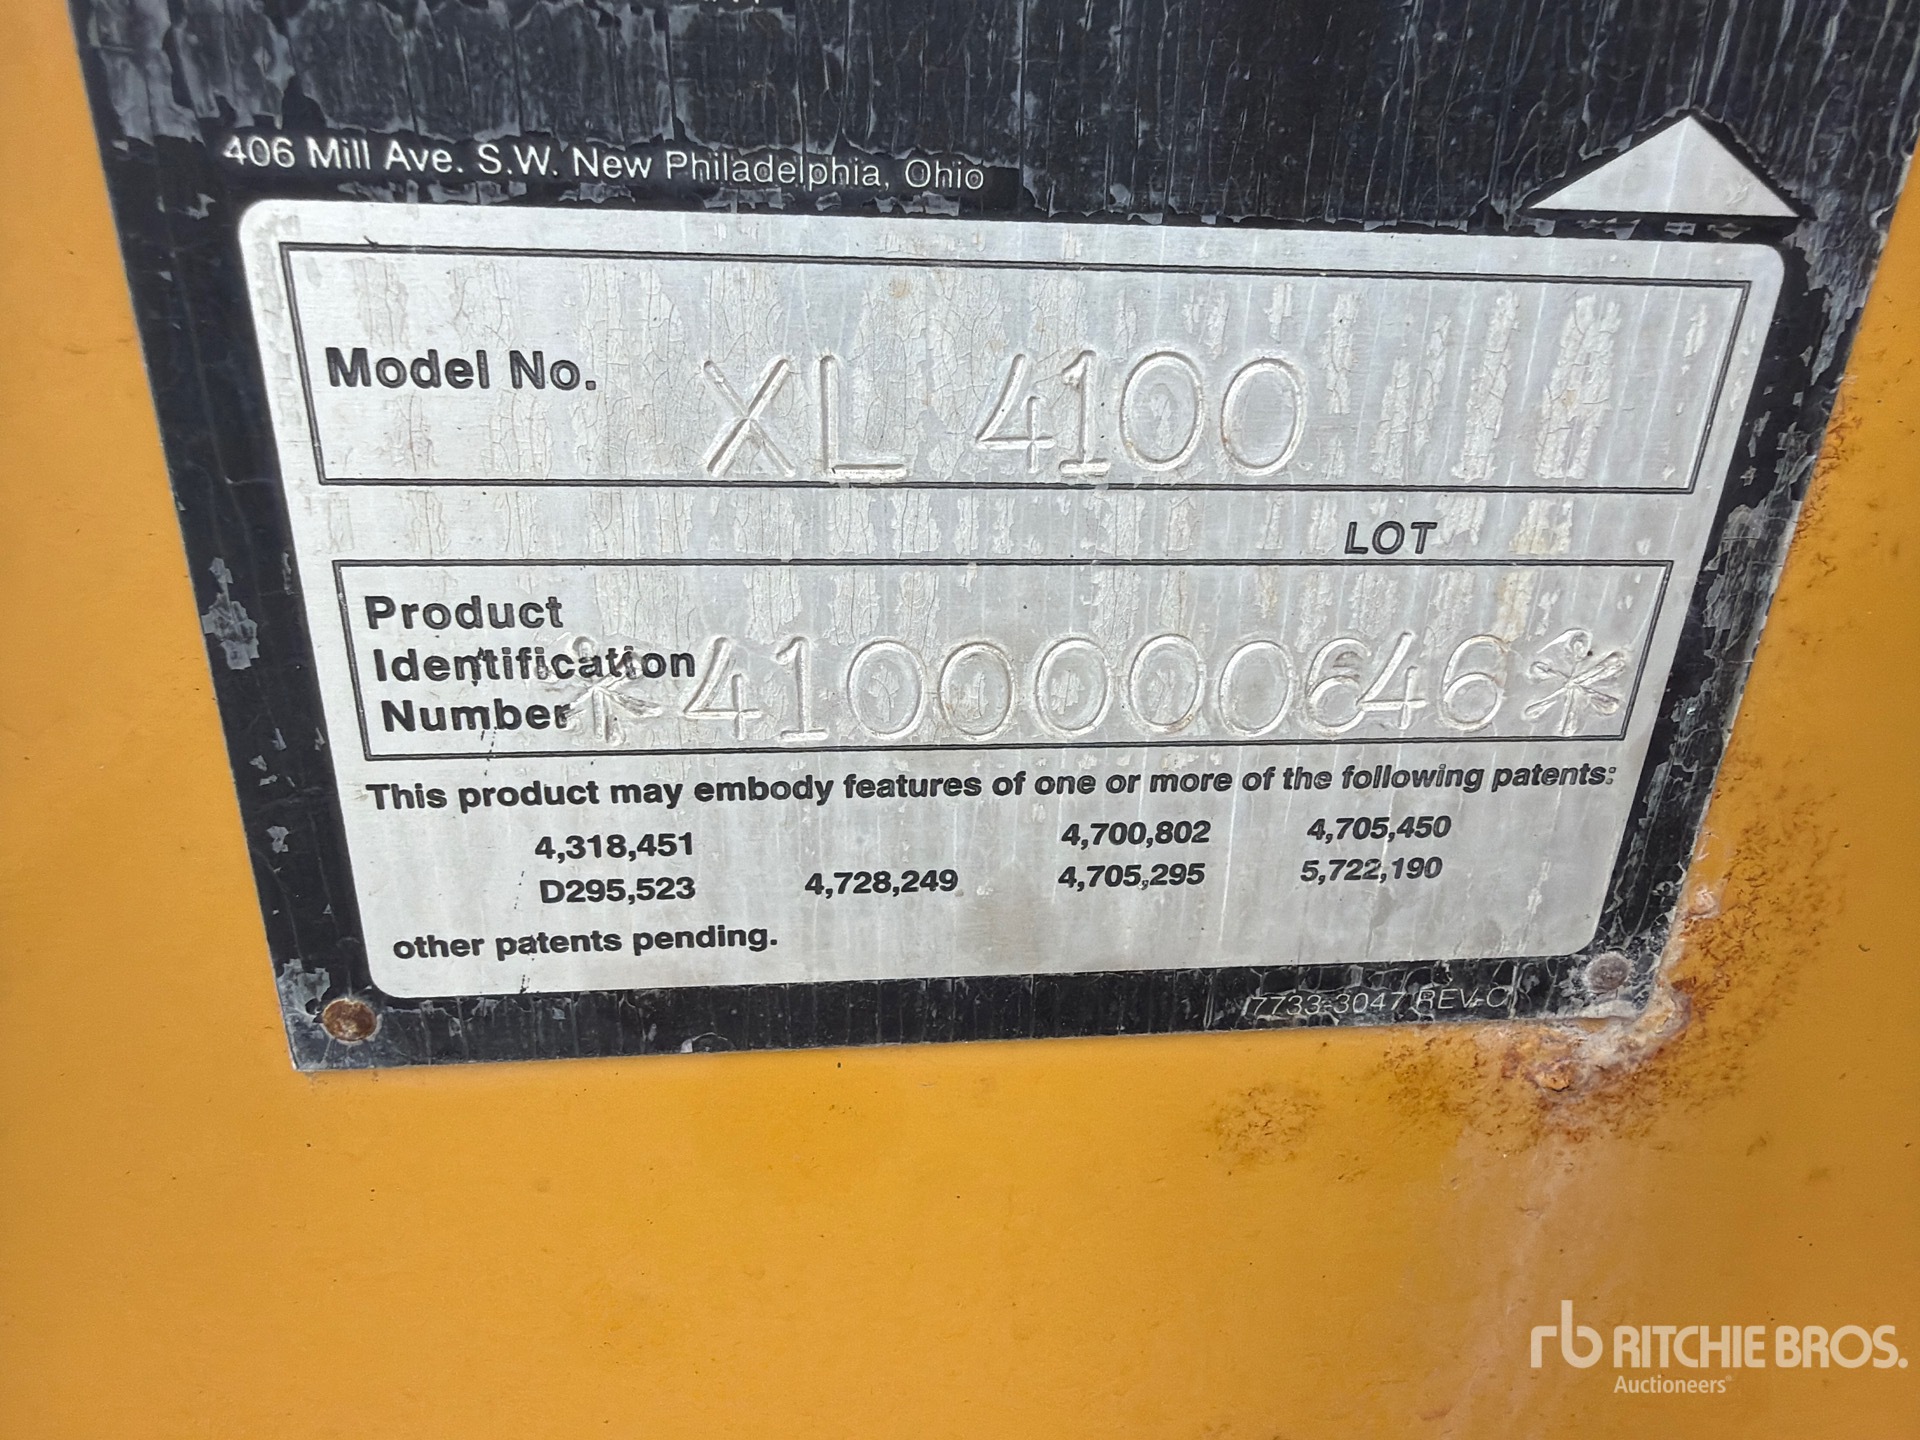 406 Mill Ave. S.W. New Philadelphia, Ohio
Model No. XL 4100
LOT
Product
Identification
Number *4100000646*
This product may embody features of one or more of the following patents:
4,318,451 4,700,802 4,705,450
D295,523 4,728,249 4,705,295 5,722,190
other patents pending.
7733-3047 REV-C
rb RITCHIE BROS.
Auctioneers